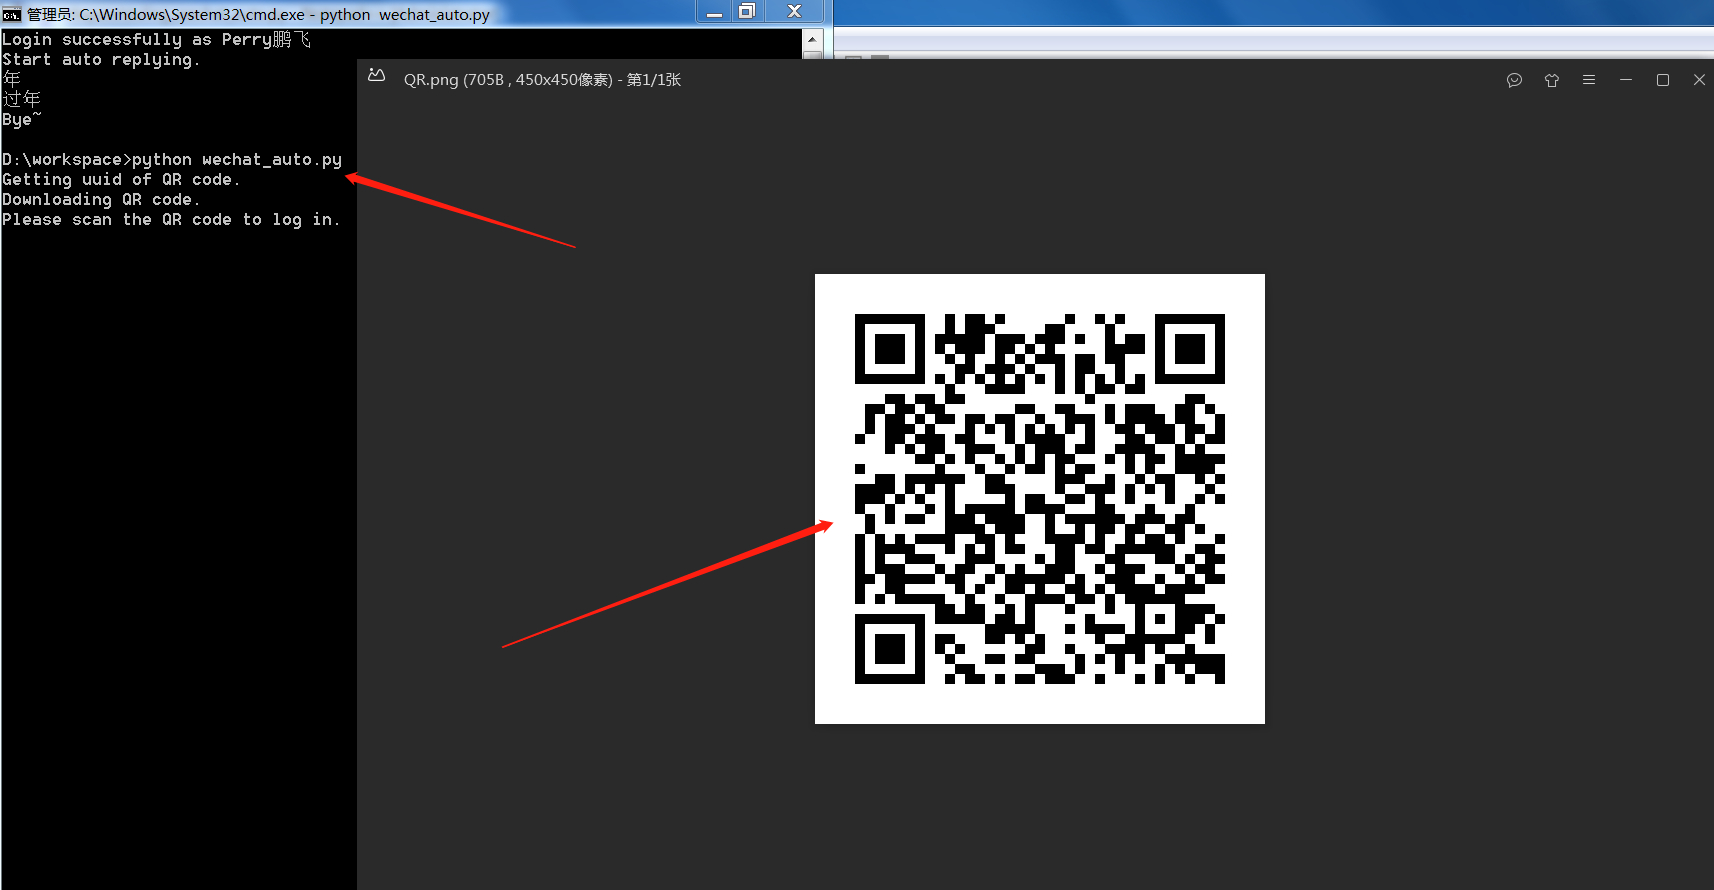 管理员: C:\Windows\System32\cmd.exe - python  wechat_auto.py
Login successfully as Perry鹏飞
Start auto replying.
年
过年
Bye~
D:\workspace>python wechat_auto.py
Getting uuid of QR code.
Downloading QR code.
Please scan the QR code to log in.
QR.png (705B , 450x450像素) - 第1/1张